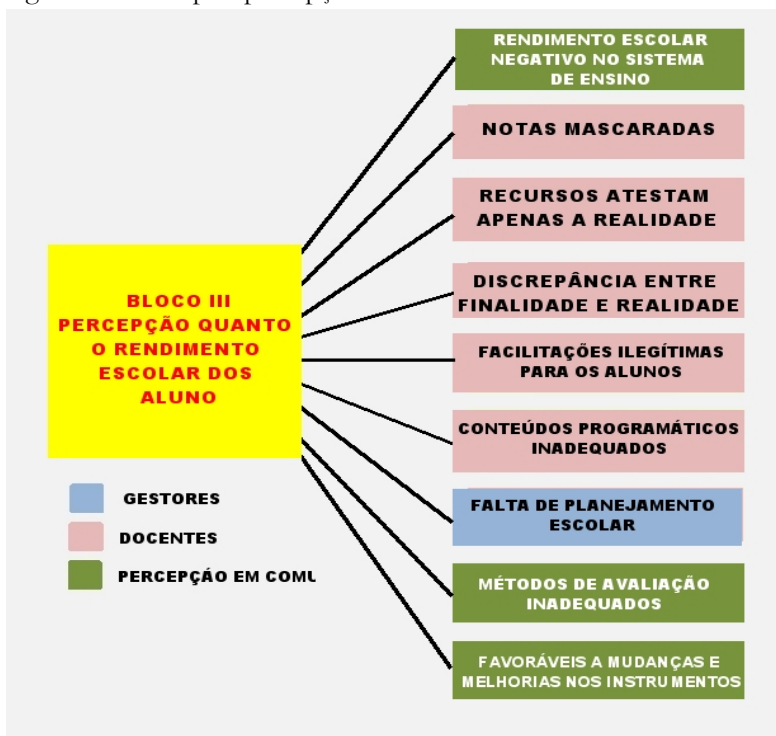 RENDIMENTO ESCOLAR
NEGATIVO NO SISTEMA
DE ENSINO
NOTAS MASCARADAS
RECURSOS ATESTAM
APENAS A REALIDADE
DISCREPÂNCIA ENTRE
FINALIDADE E REALIDADE
FACILITAÇÕES ILEGÍTIMAS
PARA OS ALUNOS
CONTEÚDOS PROGRAMÁTICOS
INADEQUADOS
FALTA DE PLANEJAMENTO
ESCOLAR
MÉTODOS DE AVALIAÇÃO
INADEQUADOS
FAVORÁVEIS A MUDANÇAS E
MELHORIAS NOS INSTRUMENTOS
BLOCO III
PERCEPÇÃO QUANTO
O RENDIMENTO
ESCOLAR DOS
ALUNO
GESTORES
DOCENTES
PERCEPÇÃO EM COMU